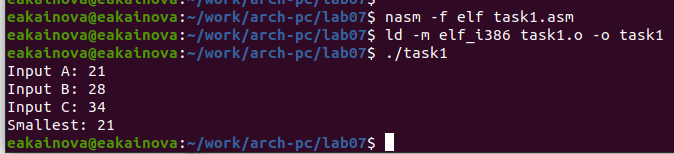 eakainova@eakainova:~/work/arch-pc/lab07$ nasm -f elf task1.asm
eakainova@eakainova:~/work/arch-pc/lab07$ ld -m elf_i386 task1.o -o task1
eakainova@eakainova:~/work/arch-pc/lab07$ ./task1
Input A: 21
Input B: 28
Input C: 34
Smallest: 21
eakainova@eakainova:~/work/arch-pc/lab07$